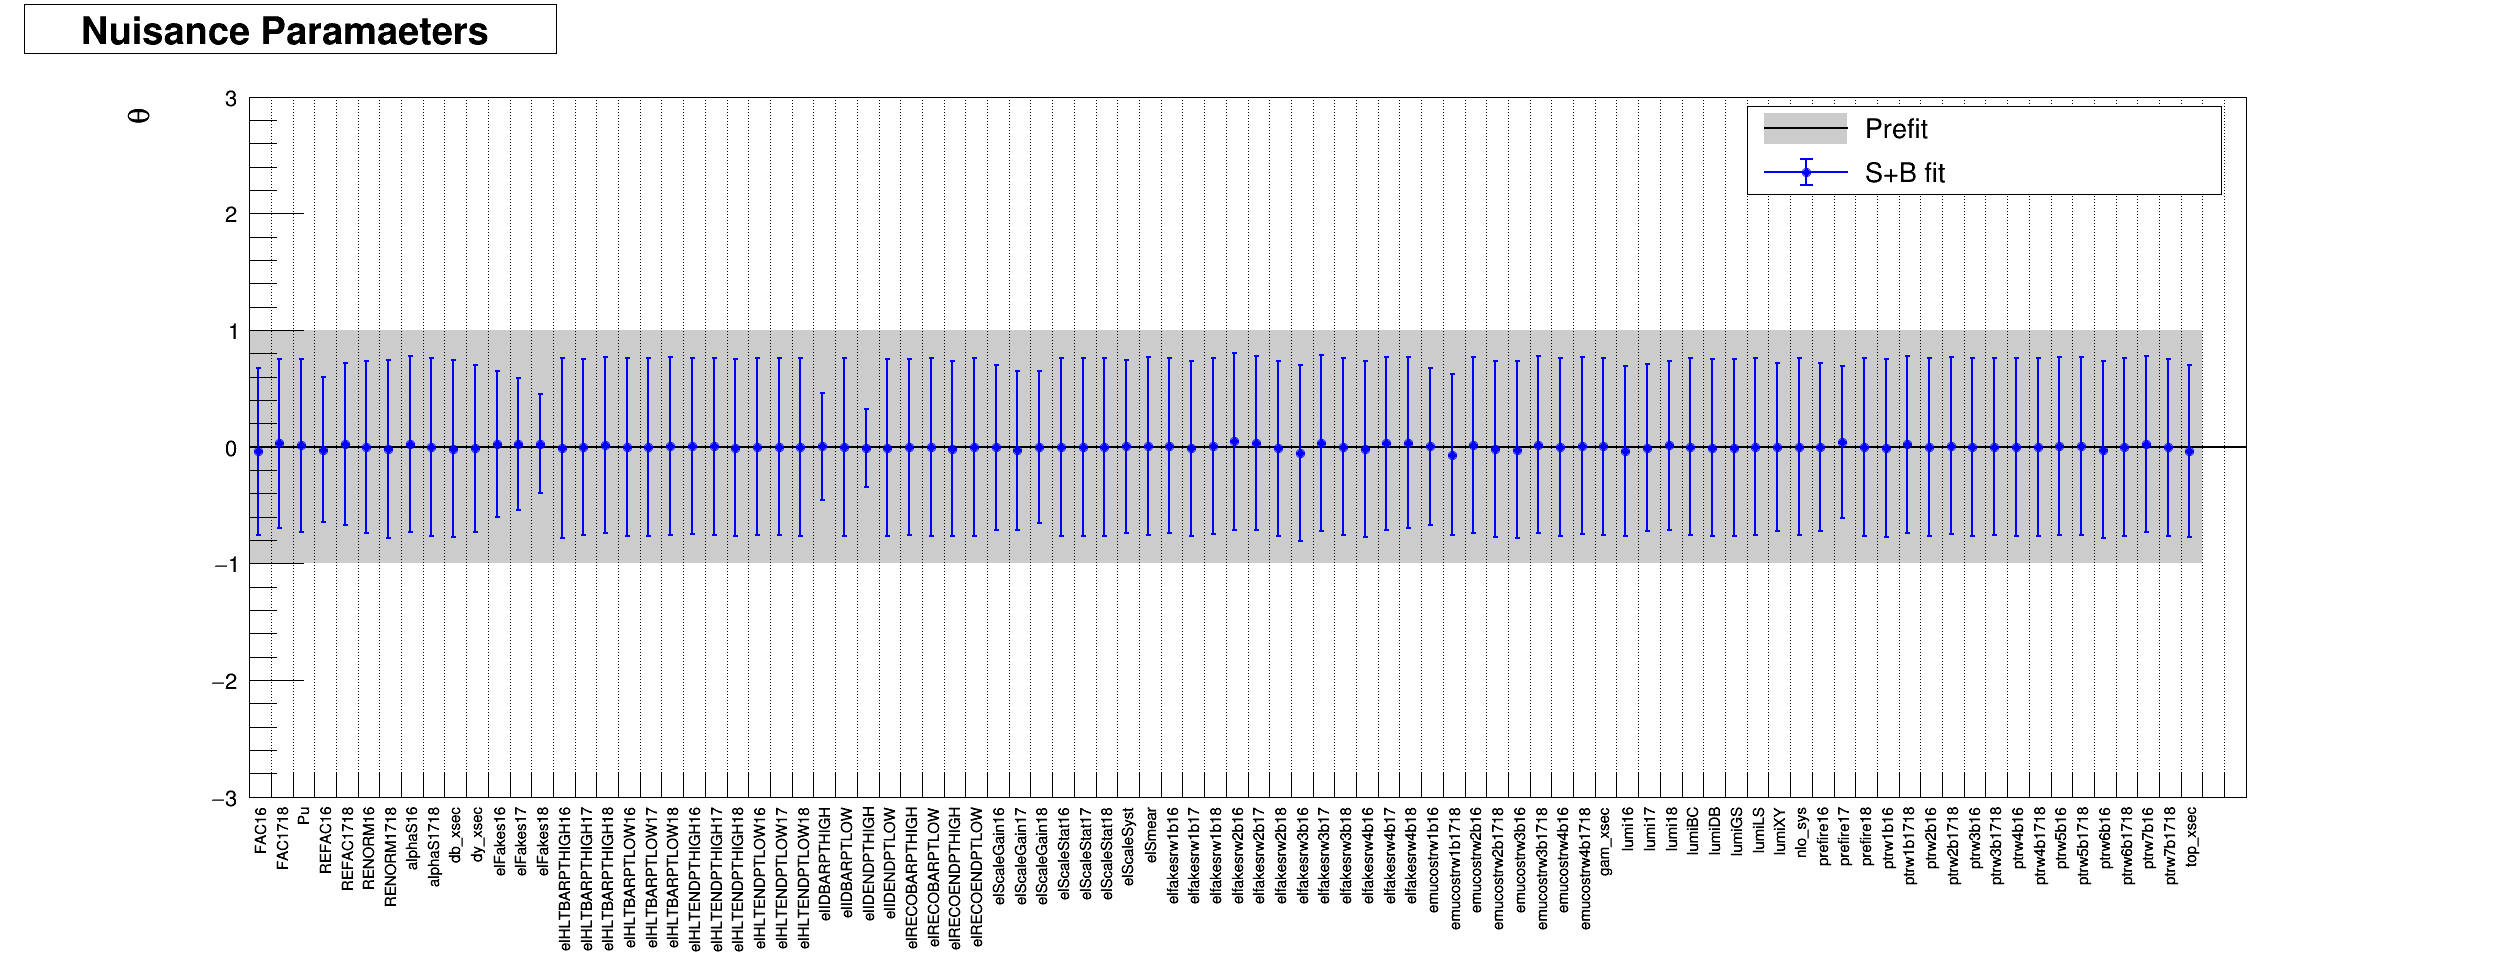 Nuisance Paramaeters
θ
3
2
1
0
−1
−2
−3
Prefit
S+B fit
FAC16
FAC1718
Pu
REFAC16
REFAC1718
RENORM16
RENORM1718
alphaS16
alphaS1718
db_xsec
dy_xsec
elFakes16
elFakes17
elFakes18
elHLTBARPTHIGH16
elHLTBARPTHIGH17
elHLTBARPTHIGH18
elHLTBARPTLOW16
elHLTBARPTLOW17
elHLTBARPTLOW18
elHLTENDPTHIGH16
elHLTENDPTHIGH17
elHLTENDPTHIGH18
elHLTENDPTLOW16
elHLTENDPTLOW17
elHLTENDPTLOW18
elIDBARPTHIGH
elIDBARPTLOW
elIDENDPTHIGH
elIDENDPTLOW
elRECOBARPTHIGH
elRECOBARPTLOW
elRECOENDPTHIGH
elRECOENDPTLOW
elScaleGain16
elScaleGain17
elScaleGain18
elScaleStat16
elScaleStat17
elScaleStat18
elScaleSyst
elSmear
elfakesrw1b16
elfakesrw1b17
elfakesrw1b18
elfakesrw2b16
elfakesrw2b17
elfakesrw2b18
elfakesrw3b16
elfakesrw3b17
elfakesrw3b18
elfakesrw4b16
elfakesrw4b17
elfakesrw4b18
emucostrw1b16
emucostrw1b1718
emucostrw2b16
emucostrw2b1718
emucostrw3b16
emucostrw3b1718
emucostrw4b16
emucostrw4b1718
gam_xsec
lumi16
lumi17
lumi18
lumiBC
lumiDB
lumiGS
lumiLS
lumiXY
nlo_sys
prefire16
prefire17
prefire18
ptrw1b16
ptrw1b1718
ptrw2b16
ptrw2b1718
ptrw3b16
ptrw3b1718
ptrw4b16
ptrw4b1718
ptrw5b16
ptrw5b1718
ptrw6b16
ptrw6b1718
ptrw7b16
ptrw7b1718
top_xsec